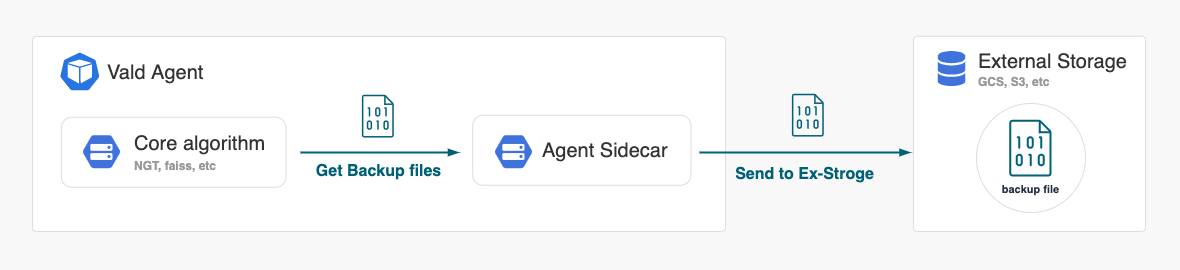 Vald Agent
Core algorithm
NGT, faiss, etc
101
010
Get Backup files
Agent Sidecar
101
010
Send to Ex-Stroge
External Storage
GCS, S3, etc
101
010
backup file